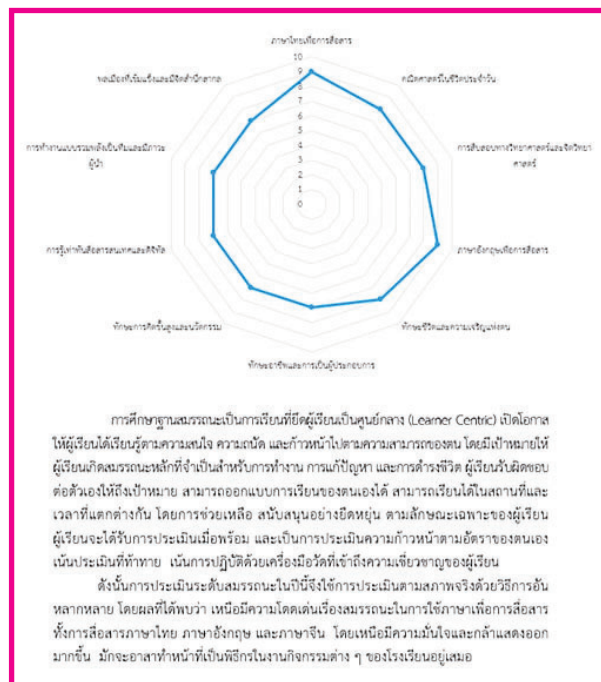 ภาษาไทยเพื่อการสื่อสาร
10
9
8
7
6
5
4
3
2
1
0
คณิตศาสตร์ในชีวิตประจำวัน
การสืบสอบทางวิทยาศาสตร์และจิตวิทยา
ศาสตร์
ภาษาอังกฤษเพื่อการสื่อสาร
ทักษะชีวิตและความเจริญแห่งตน
ทักษะอาชีพและการเป็นผู้ประกอบการ
ทักษะการคิดขั้นสูงและนวัตกรรม
การรู้เท่าทันสื่อสารสนเทศและดิจิทัล
การทำงานแบบรวมพลังเป็นทีมและมีภาวะ
ผู้นำ
พลเมืองที่เข้มแข็งและมีจิตสำนึกสากล
การศึกษาฐานสมรรถนะเป็นการเรียนที่ยึดผู้เรียนเป็นศูนย์กลาง (Learner Centric) เปิดโอกาส
ให้ผู้เรียนได้เรียนรู้ตามความสนใจ ความถนัด และก้าวหน้าไปตามความสามารถของตน โดยมีเป้าหมายให้
ผู้เรียนเกิดสมรรถนะหลักที่จำเป็นสำหรับการทำงาน การแก้ปัญหา และการดำรงชีวิต ผู้เรียนรับผิดชอบ
ต่อตัวเองให้ถึงเป้าหมาย สามารถออกแบบการเรียนของตนเองได้ สามารถเรียนได้ในสถานที่และ
เวลาที่แตกต่างกัน โดยการช่วยเหลือ สนับสนุนอย่างยืดหยุ่น ตามลักษณะเฉพาะของผู้เรียน
ผู้เรียนจะได้รับการประเมินเมื่อพร้อม และเป็นการประเมินความก้าวหน้าตามอัตราของตนเอง
เน้นประเมินที่ท้าทาย เน้นการปฏิบัติด้วยเครื่องมือวัดที่เข้าถึงความเชี่ยวชาญของผู้เรียน
ดังนั้นการประเมินระดับสมรรถนะในปีนี้จึงใช้การประเมินตามสภาพจริงด้วยวิธีการอัน
หลากหลาย โดยผลที่ได้พบว่า เหนือมีความโดดเด่นเรื่องสมรรถนะในการใช้ภาษาเพื่อการสื่อสาร
ทั้งการสื่อสารภาษาไทย ภาษาอังกฤษ และภาษาจีน โดยเหนือมีความมั่นใจและกล้าแสดงออก
มากขึ้น มักจะอาสาทำหน้าที่เป็นพิธีกรในงานกิจกรรมต่าง ๆ ของโรงเรียนอยู่เสมอ